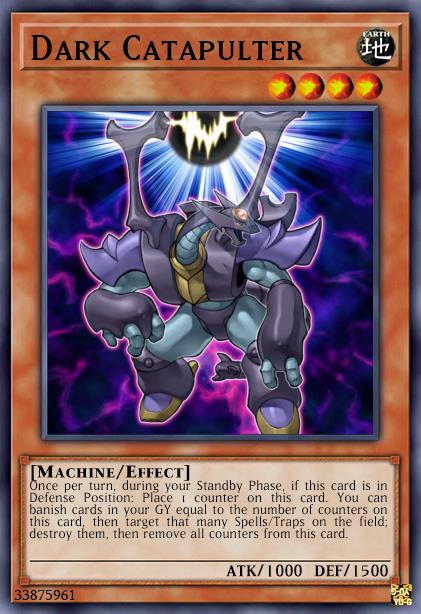 DARK CATAPULTER
EARTH
地
[MACHINE/EFFECT]
Once per turn, during your Standby Phase, if this card is in
Defense Position: Place 1 counter on this card. You can
banish cards in your GY equal to the number of counters on
this card, then target that many Spells/Traps on the field;
destroy them, then remove all counters from this card.
ATK/1000 DEF/1500
33875961